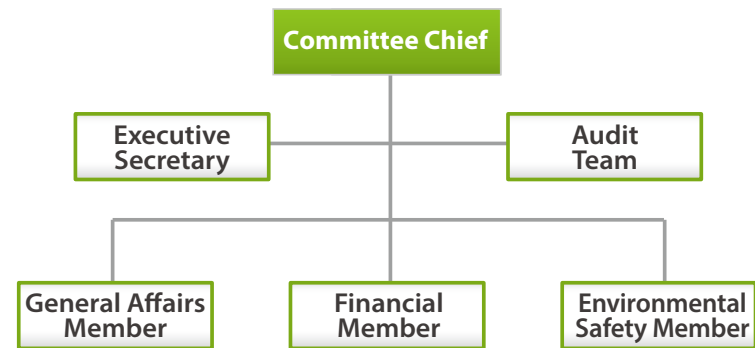 Committee Chief
Executive
Secretary
Audit
Team
General Affairs
Member
Financial
Member
Environmental
Safety Member